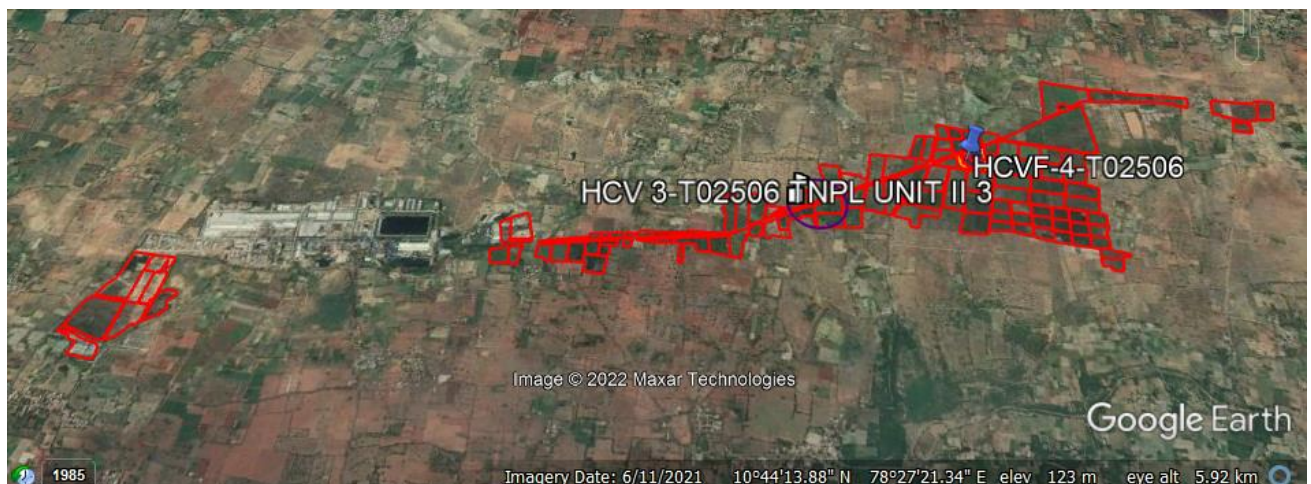 HCVF-4-T02506
HCV 3-T02506 TNPL UNIT II 3
Image © 2022 Maxar Technologies
Google Earth
1985
Imagery Date: 6/11/2021 10°44'13.88" N 78°27'21.34" E elev 123 m eye alt 5.92 km